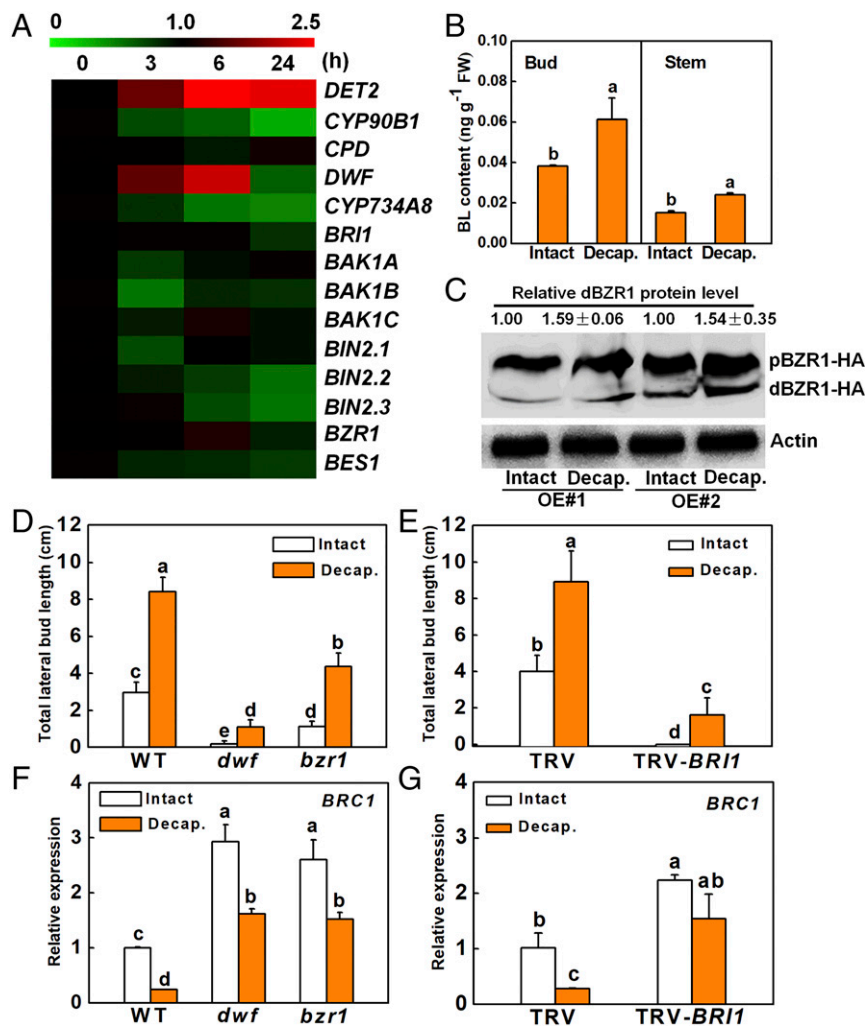 A
0 1.0 2.5
0 3 6 24 (h)
DET2
CYP90B1
CPD
DWF
CYP734A8
BRI1
BAK1A
BAK1B
BAK1C
BIN2.1
BIN2.2
BIN2.3
BZR1
BES1
B
BL content (ng g-1 FW)
0.10
0.08
0.06
0.04
0.02
0.00
Bud Stem
b a b a
Intact Decap. Intact Decap.
C
Relative dBZR1 protein level
1.00 1.59±0.06 1.00 1.54±0.35
pBZR1-HA
dBZR1-HA
Actin
Intact Decap. Intact Decap.
OE#1 OE#2
D
Total lateral bud length (cm)
12
10
8
6
4
2
0
Intact
Decap.
c a e d d b
WT dwf bzr1
E
Total lateral bud length (cm)
12
10
8
6
4
2
0
Intact
Decap.
b a d c
TRV TRV-BRI1
F
Relative expression
4
3
2
1
0
Intact
Decap.
BRC1
c d a b a b
WT dwf bzr1
G
Relative expression
4
3
2
1
0
Intact
Decap.
BRC1
b c a ab
TRV TRV-BRI1